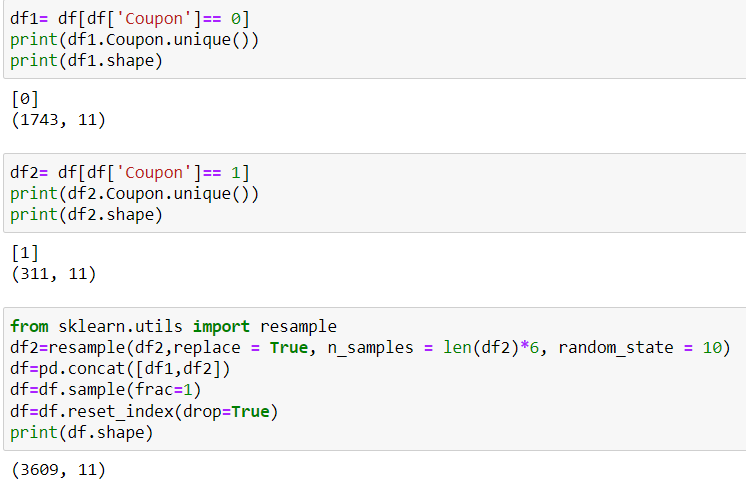 df1= df[df['Coupon']== 0]
print(df1.Coupon.unique())
print(df1.shape)
[0]
(1743, 11)
df2= df[df['Coupon']== 1]
print(df2.Coupon.unique())
print(df2.shape)
[1]
(311, 11)
from sklearn.utils import resample
df2=resample(df2,replace = True, n_samples = len(df2)*6, random_state = 10)
df=pd.concat([df1,df2])
df=df.sample(frac=1)
df=df.reset_index(drop=True)
print(df.shape)
(3609, 11)